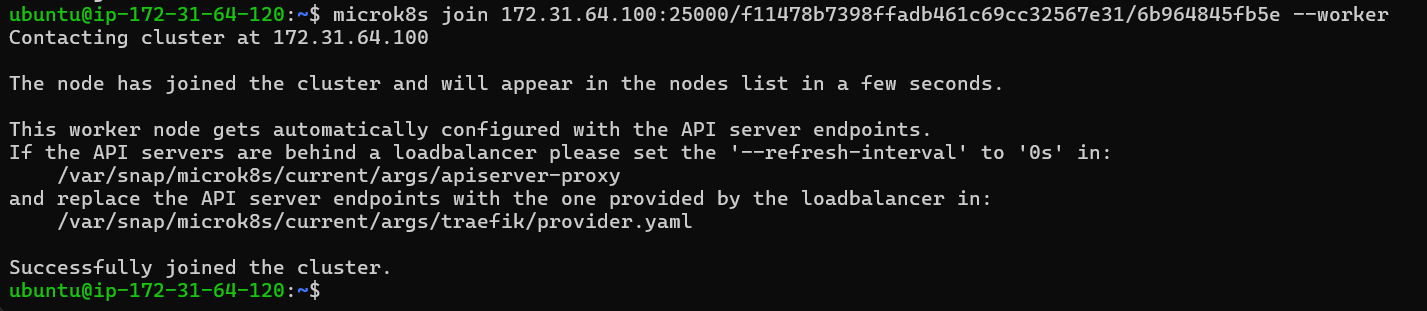 ubuntu@ip-172-31-64-120:~$ microk8s join 172.31.64.100:25000/f11478b7398ffadb461c69cc32567e31/6b964845fb5e --worker
Contacting cluster at 172.31.64.100
The node has joined the cluster and will appear in the nodes list in a few seconds.
This worker node gets automatically configured with the API server endpoints.
If the API servers are behind a loadbalancer please set the '--refresh-interval' to '0s' in:
    /var/snap/microk8s/current/args/apiserver-proxy
and replace the API server endpoints with the one provided by the loadbalancer in:
    /var/snap/microk8s/current/args/traefik/provider.yaml
Successfully joined the cluster.
ubuntu@ip-172-31-64-120:~$